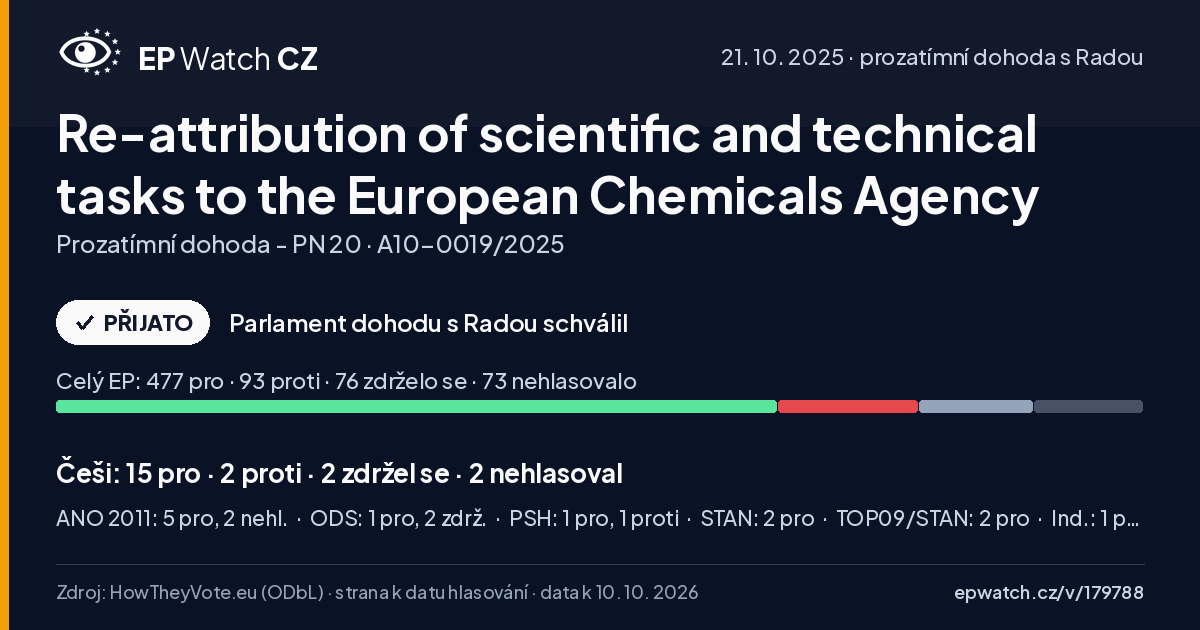 EP Watch CZ
21. 10. 2025 · prozatímní dohoda s Radou
Re-attribution of scientific and technical
tasks to the European Chemicals Agency
Prozatímní dohoda - PN 20 · A10-0019/2025
✓ PŘIJATO Parlament dohodu s Radou schválil
Celý EP: 477 pro · 93 proti · 76 zdrželo se · 73 nehlasovalo
Češi: 15 pro · 2 proti · 2 zdržel se · 2 nehlasoval
ANO 2011: 5 pro, 2 nehl. · ODS: 1 pro, 2 zdrž. · PSH: 1 pro, 1 proti · STAN: 2 pro · TOP09/STAN: 2 pro · Ind.: 1 p…
Zdroj: HowTheyVote.eu (ODbL) · strana k datu hlasování · data k 10. 10. 2026
epwatch.cz/v/179788